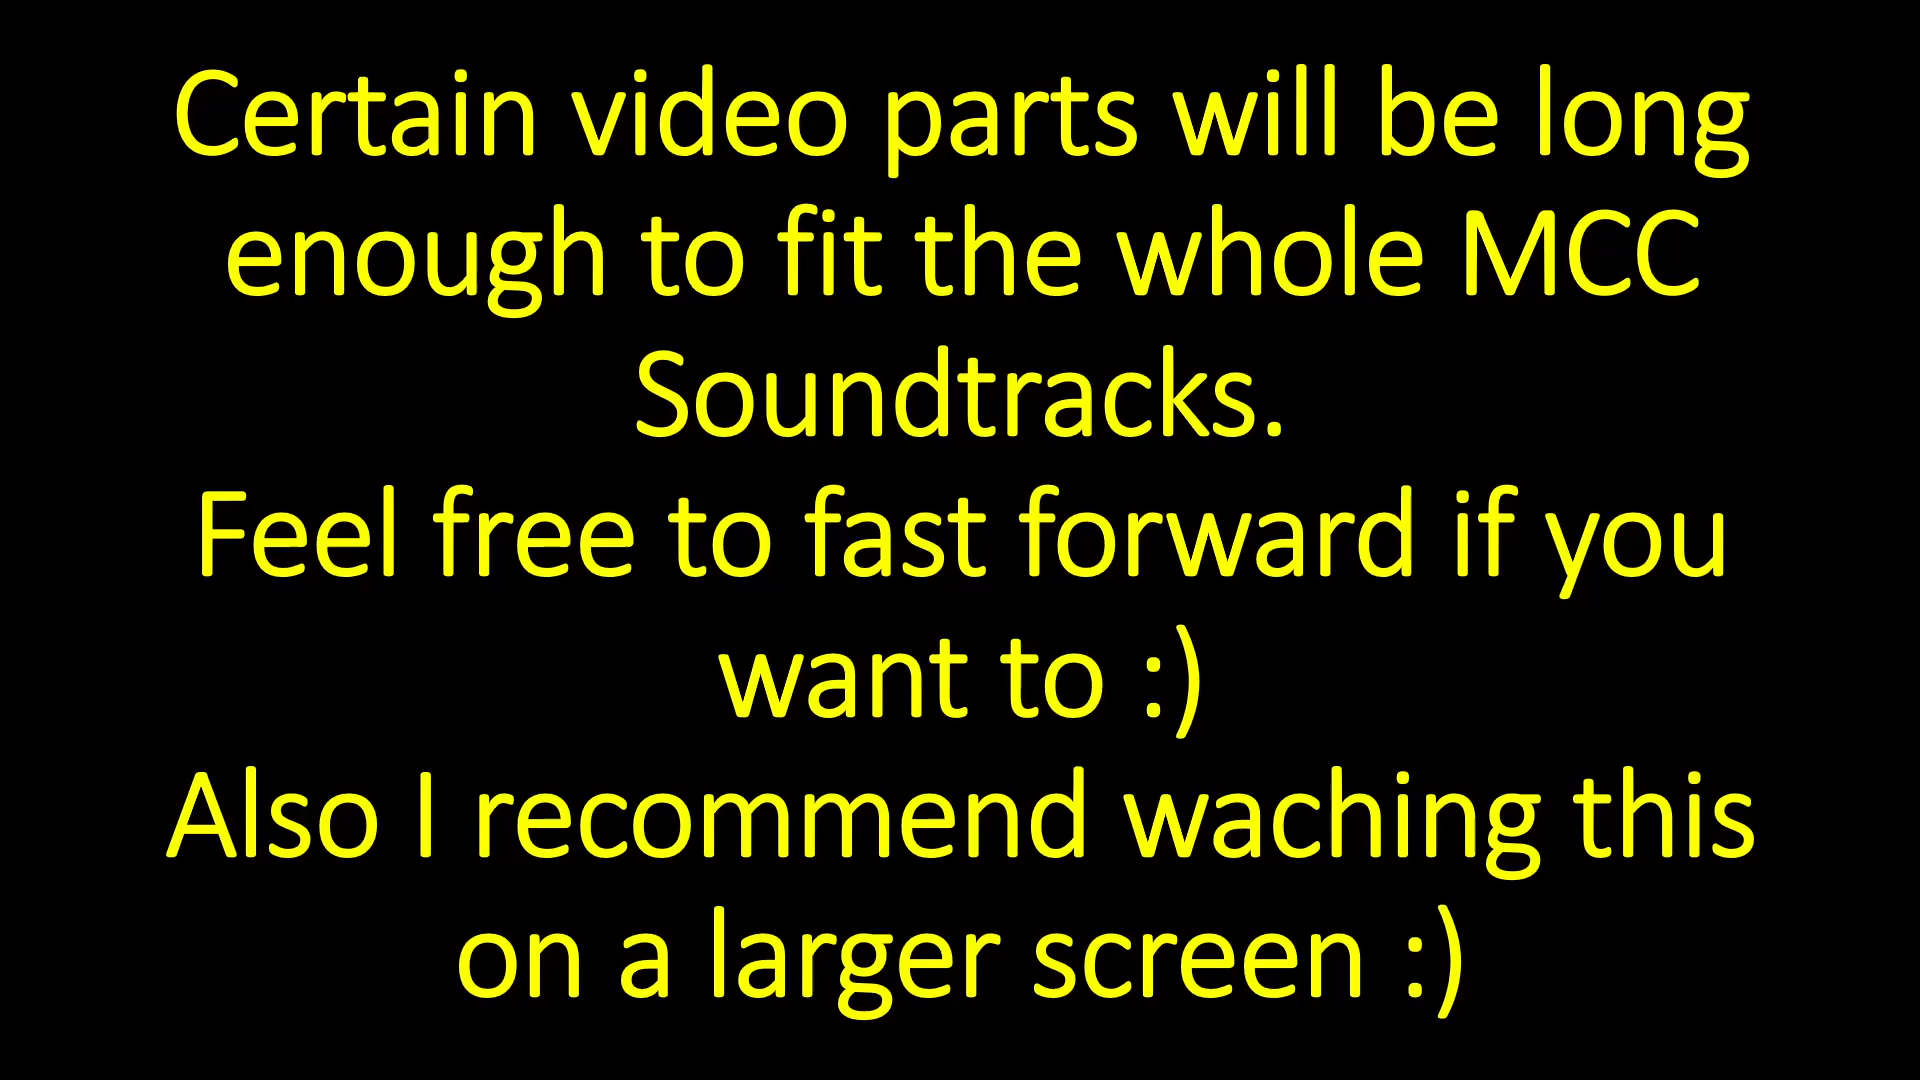 Certain video parts will be long
enough to fit the whole MCC
Soundtracks.
Feel free to fast forward if you
want to :)
Also I recommend waching this
on a larger screen :)